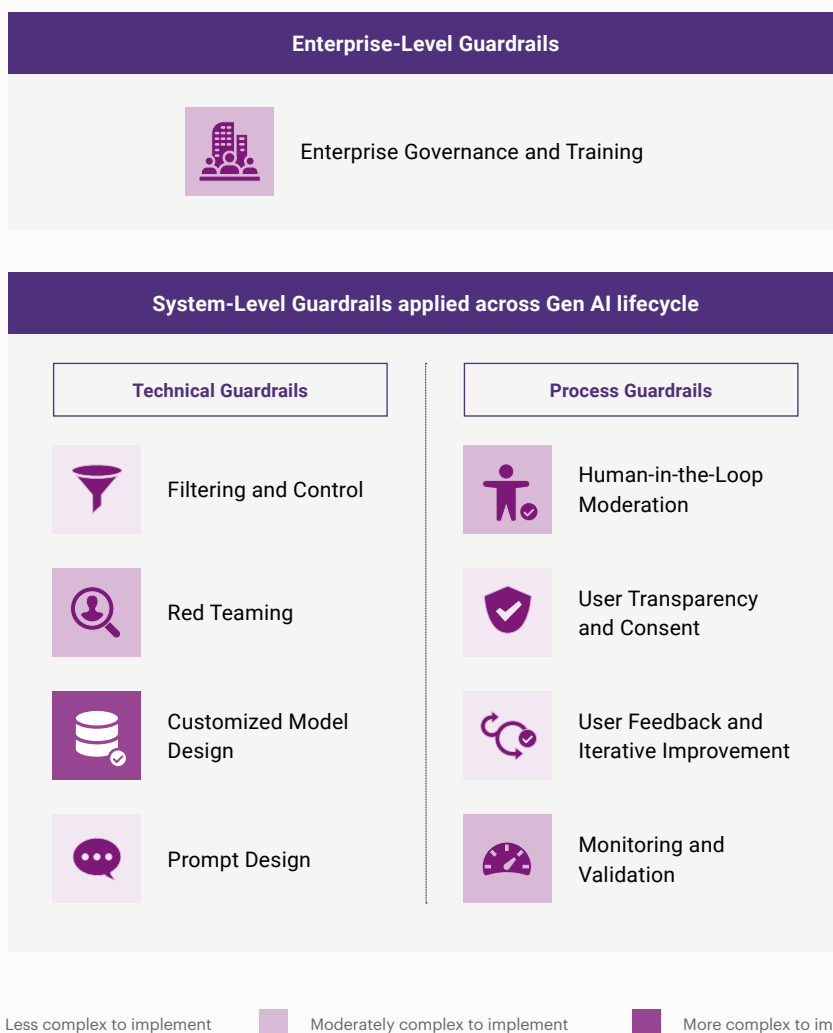 Enterprise-Level Guardrails
Enterprise Governance and Training
System-Level Guardrails applied across Gen AI lifecycle
Technical Guardrails
Filtering and Control
Red Teaming
Customized Model
Design
Prompt Design
Process Guardrails
Human-in-the-Loop
Moderation
User Transparency
and Consent
User Feedback and
Iterative Improvement
Monitoring and
Validation
Less complex to implement
Moderately complex to implement
More complex to